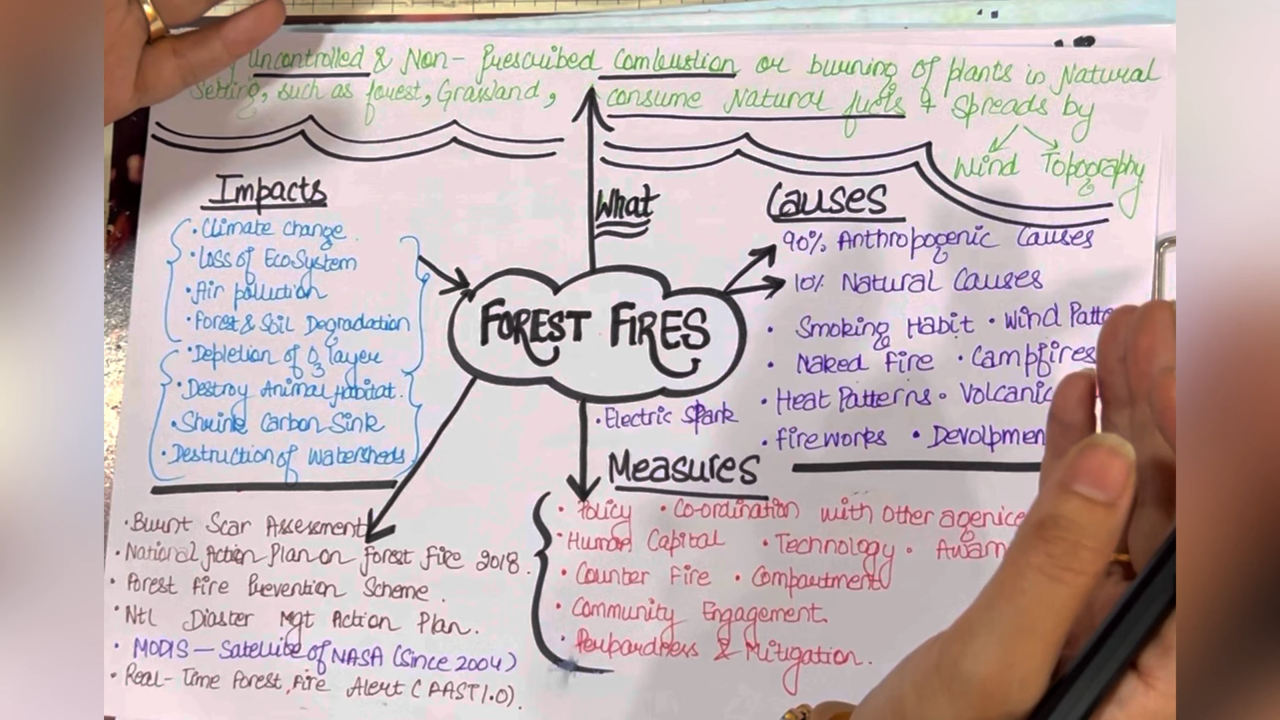 Uncontrolled & Non-Prescribed Combustion or burning of plants in Natural
Setting, such as forest, Grassland, consume Natural fuels & Spreads by
Wind Topography
Impacts
• Climate change
• Loss of EcoSystem
• Air pollution
• Forest & Soil Degradation
• Depletion of O3 layer
• Destroy Animal Habitat.
• Shrink Carbon Sink
• Destruction of Watersheds
What
FOREST FIRES
Causes
90% Anthropogenic Causes
10% Natural Causes
• Smoking Habit • Wind Patte
• Naked Fire • Campfires
• Heat Patterns • Volcanic
• Electric Spark
• fireworks • Devolpmen
Measures
• Policy • Co-ordination with other agence
• Human Capital • Technology •
• Counter Fire • Compartment
• Community Engagement.
• Perpardness & Mitigation.
• Burnt Scar Assessment
• National Action Plan on Forest Fire 2018.
• Forest Fire Prevention Scheme.
• Ntl Diaster Mgt Action Plan.
• MODIS — Satellite of NASA (Since 2004)
• Real-Time Forest Fire Alert (FAST 1.0).